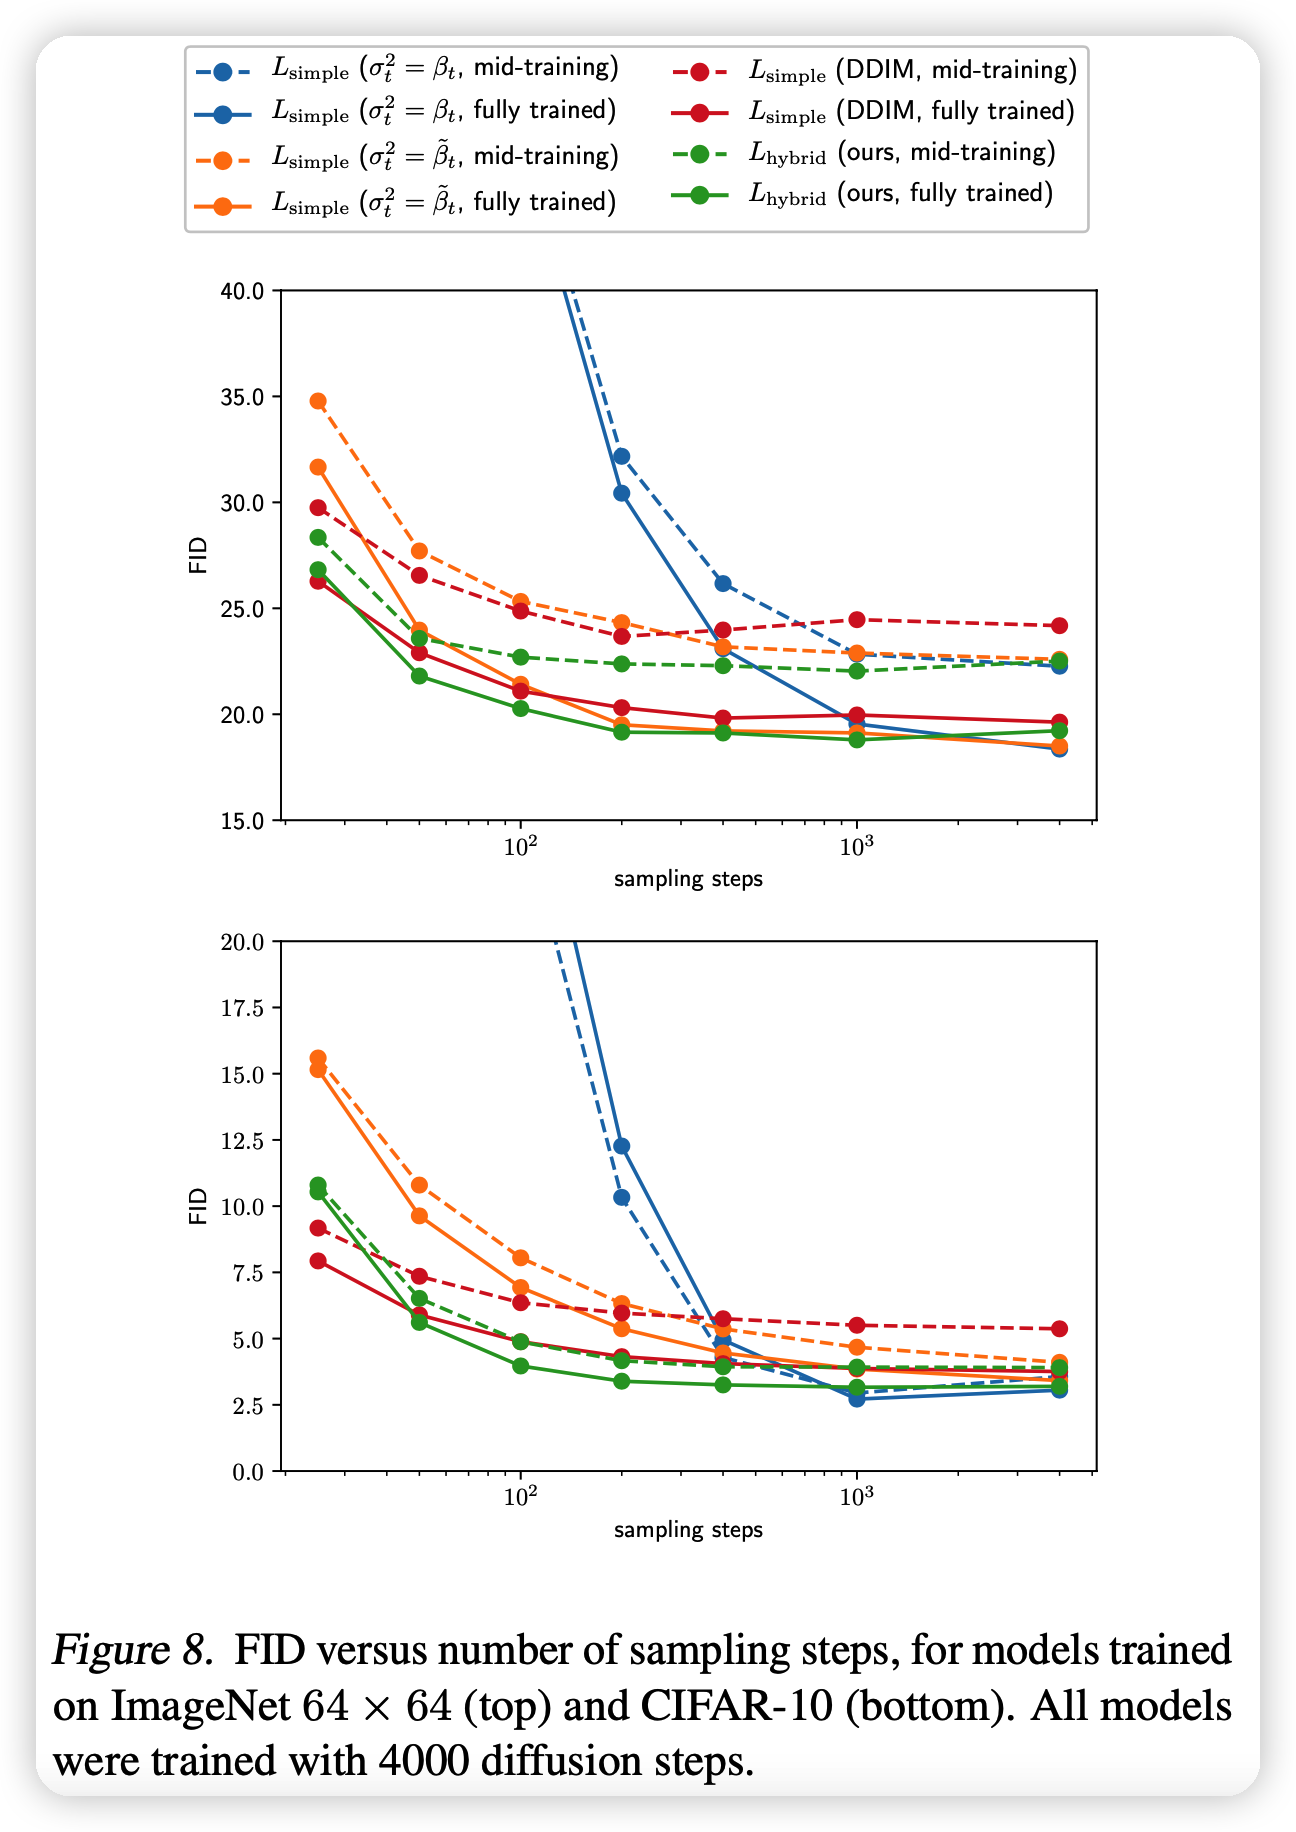 L_simple (σ_t^2 = β_t, mid-training)
L_simple (σ_t^2 = β_t, fully trained)
L_simple (σ_t^2 = β̃_t, mid-training)
L_simple (σ_t^2 = β̃_t, fully trained)
L_simple (DDIM, mid-training)
L_simple (DDIM, fully trained)
L_hybrid (ours, mid-training)
L_hybrid (ours, fully trained)
40.0
35.0
30.0
25.0
20.0
15.0
FID
10^2
10^3
sampling steps
20.0
17.5
15.0
12.5
10.0
7.5
5.0
2.5
0.0
FID
10^2
10^3
sampling steps
Figure 8. FID versus number of sampling steps, for models trained
on ImageNet 64 × 64 (top) and CIFAR-10 (bottom). All models
were trained with 4000 diffusion steps.